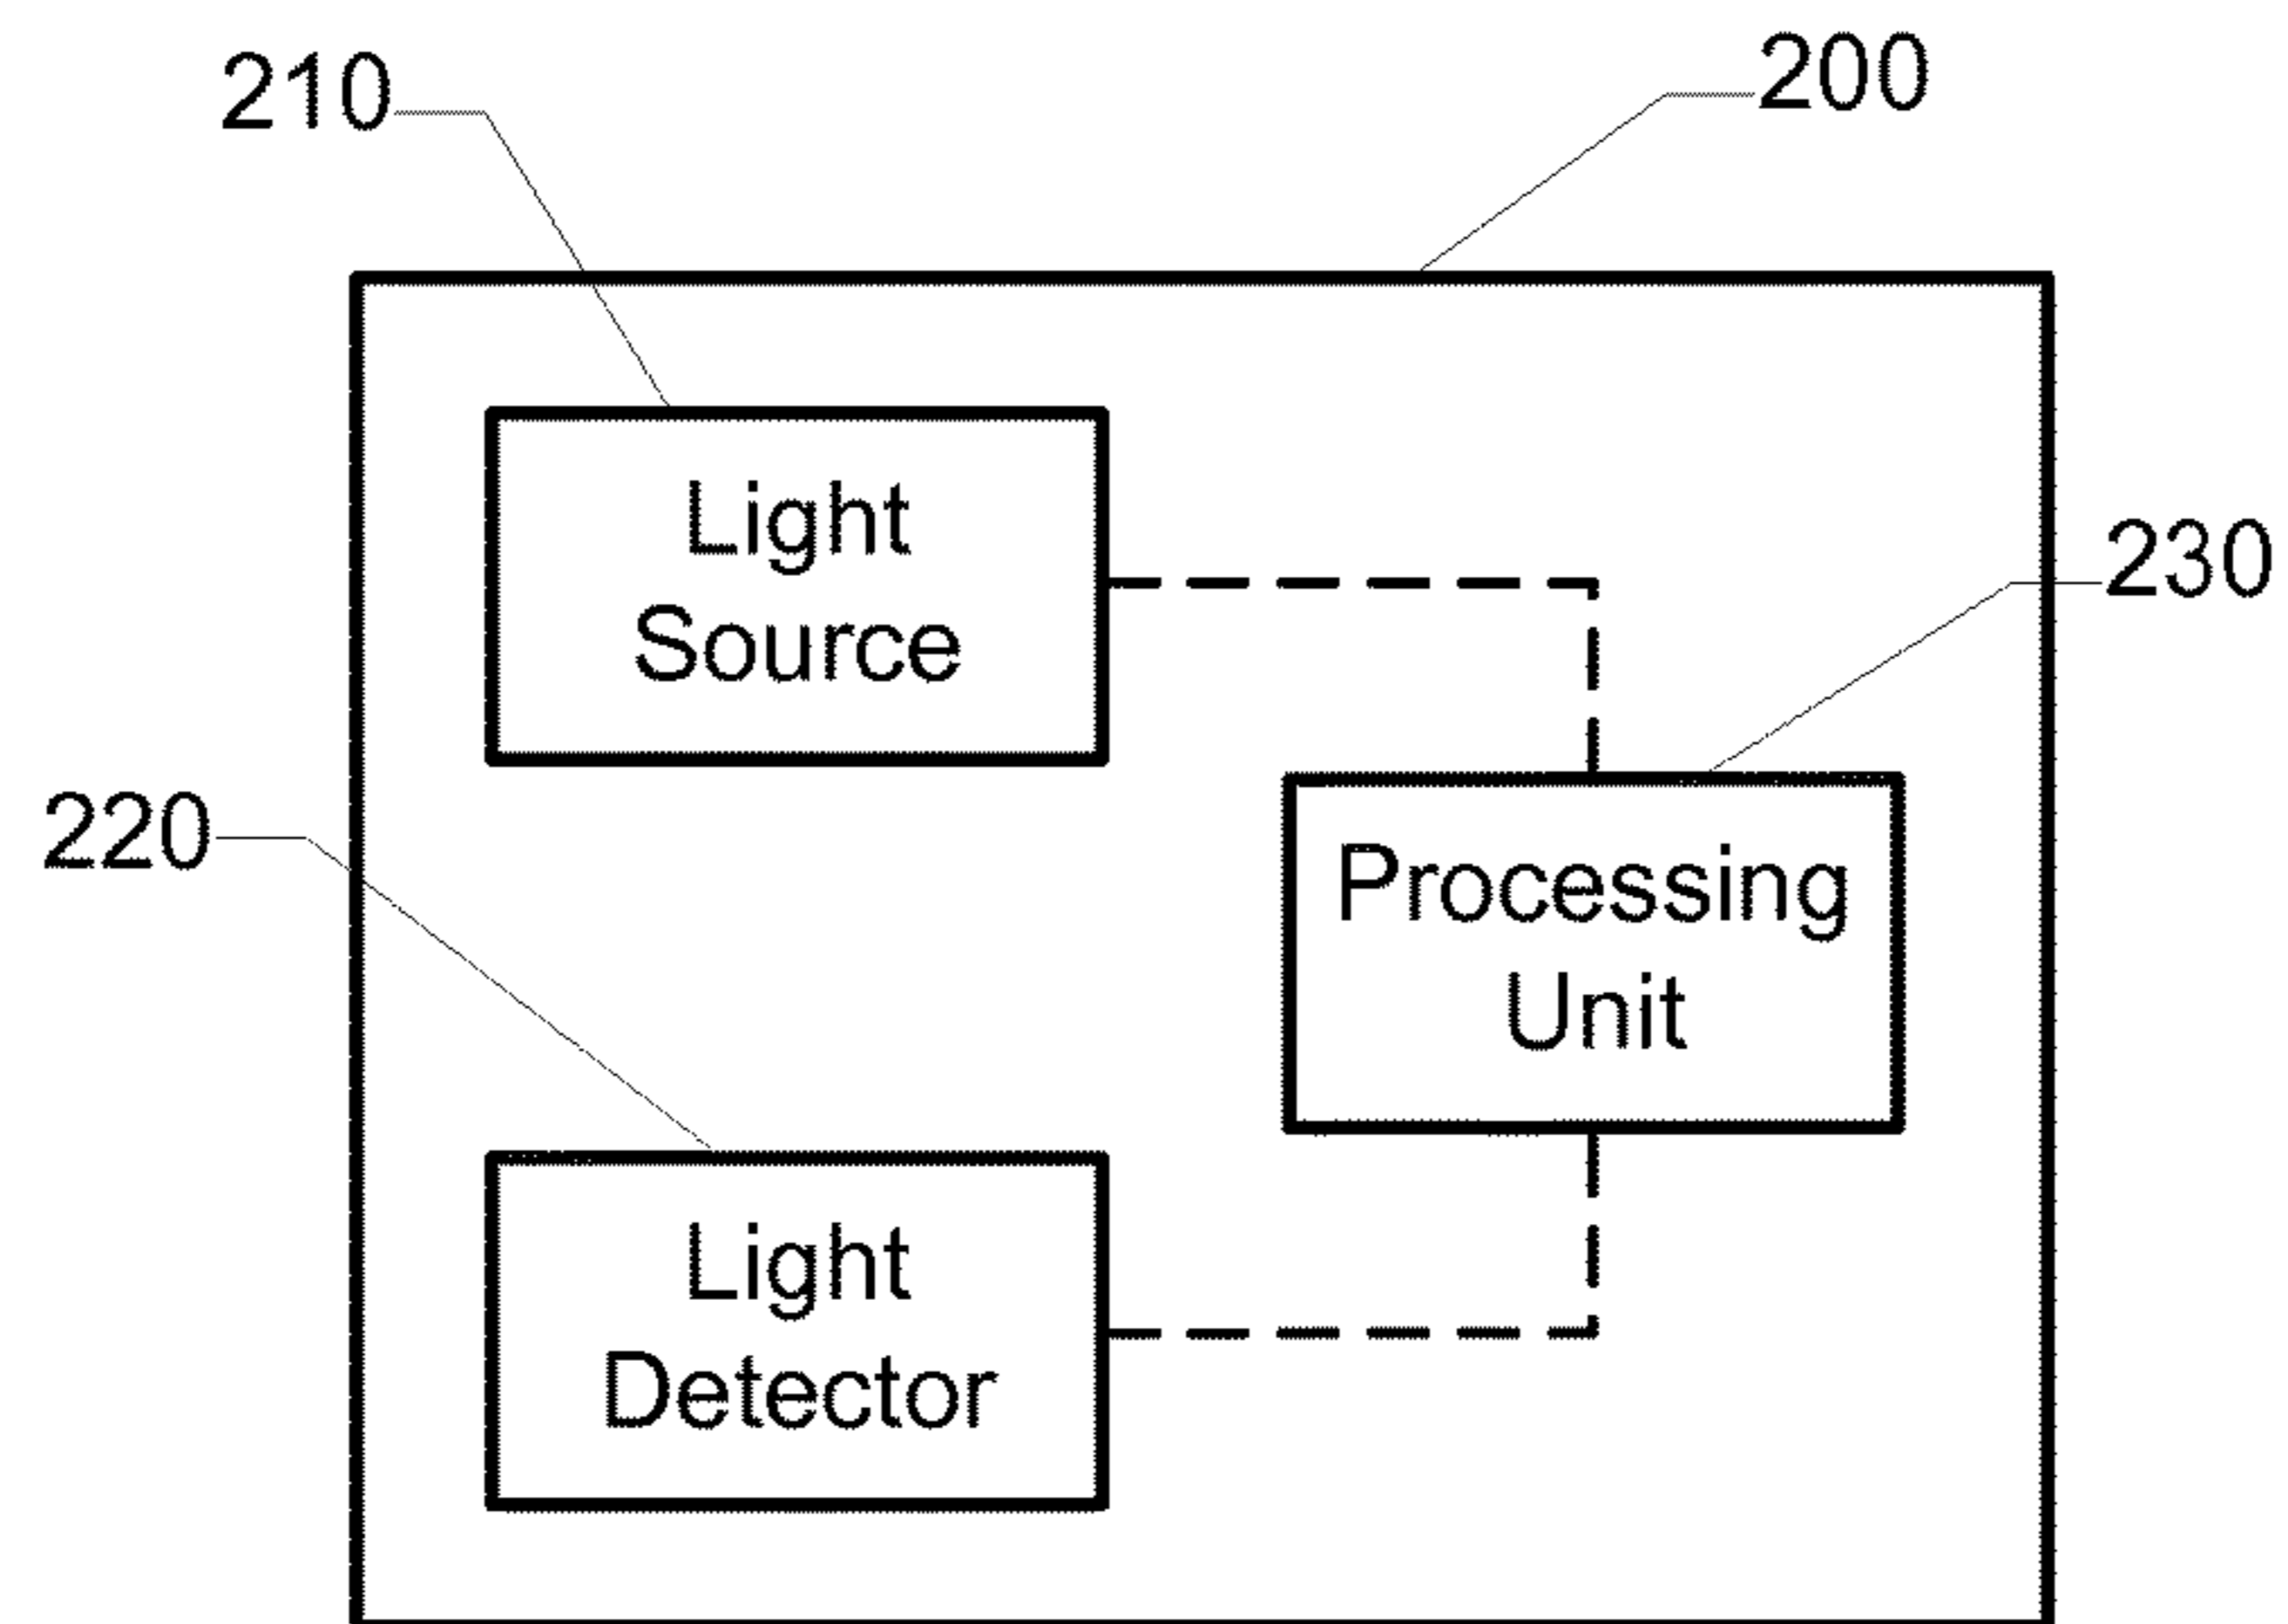 210
200
Light
Source
230
220
Processing
Unit
Light
Detector